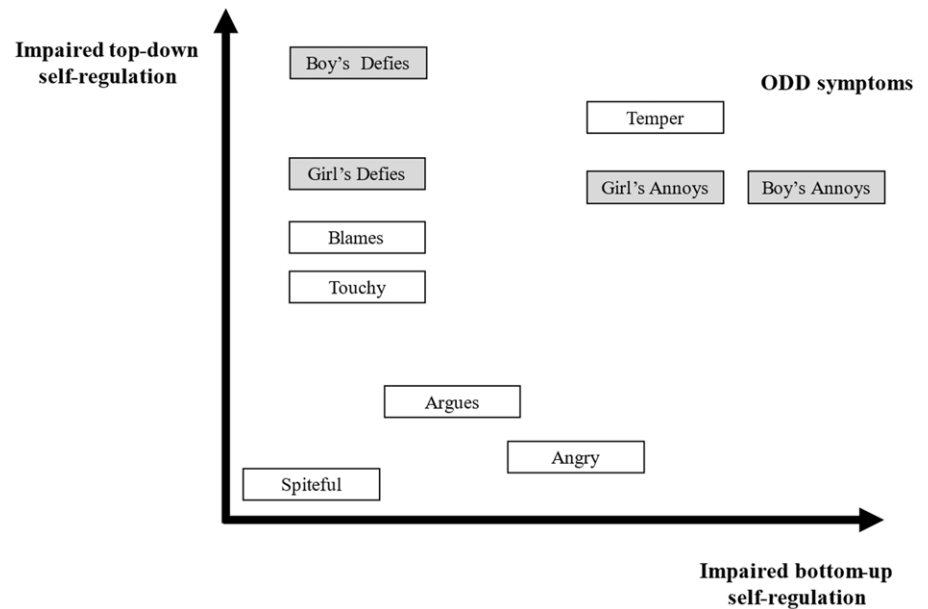 Impaired top-down
self-regulation
Boy's Defies
ODD symptoms
Temper
Girl's Defies
Girl's Annoys
Boy's Annoys
Blames
Touchy
Argues
Angry
Spiteful
Impaired bottom-up
self-regulation